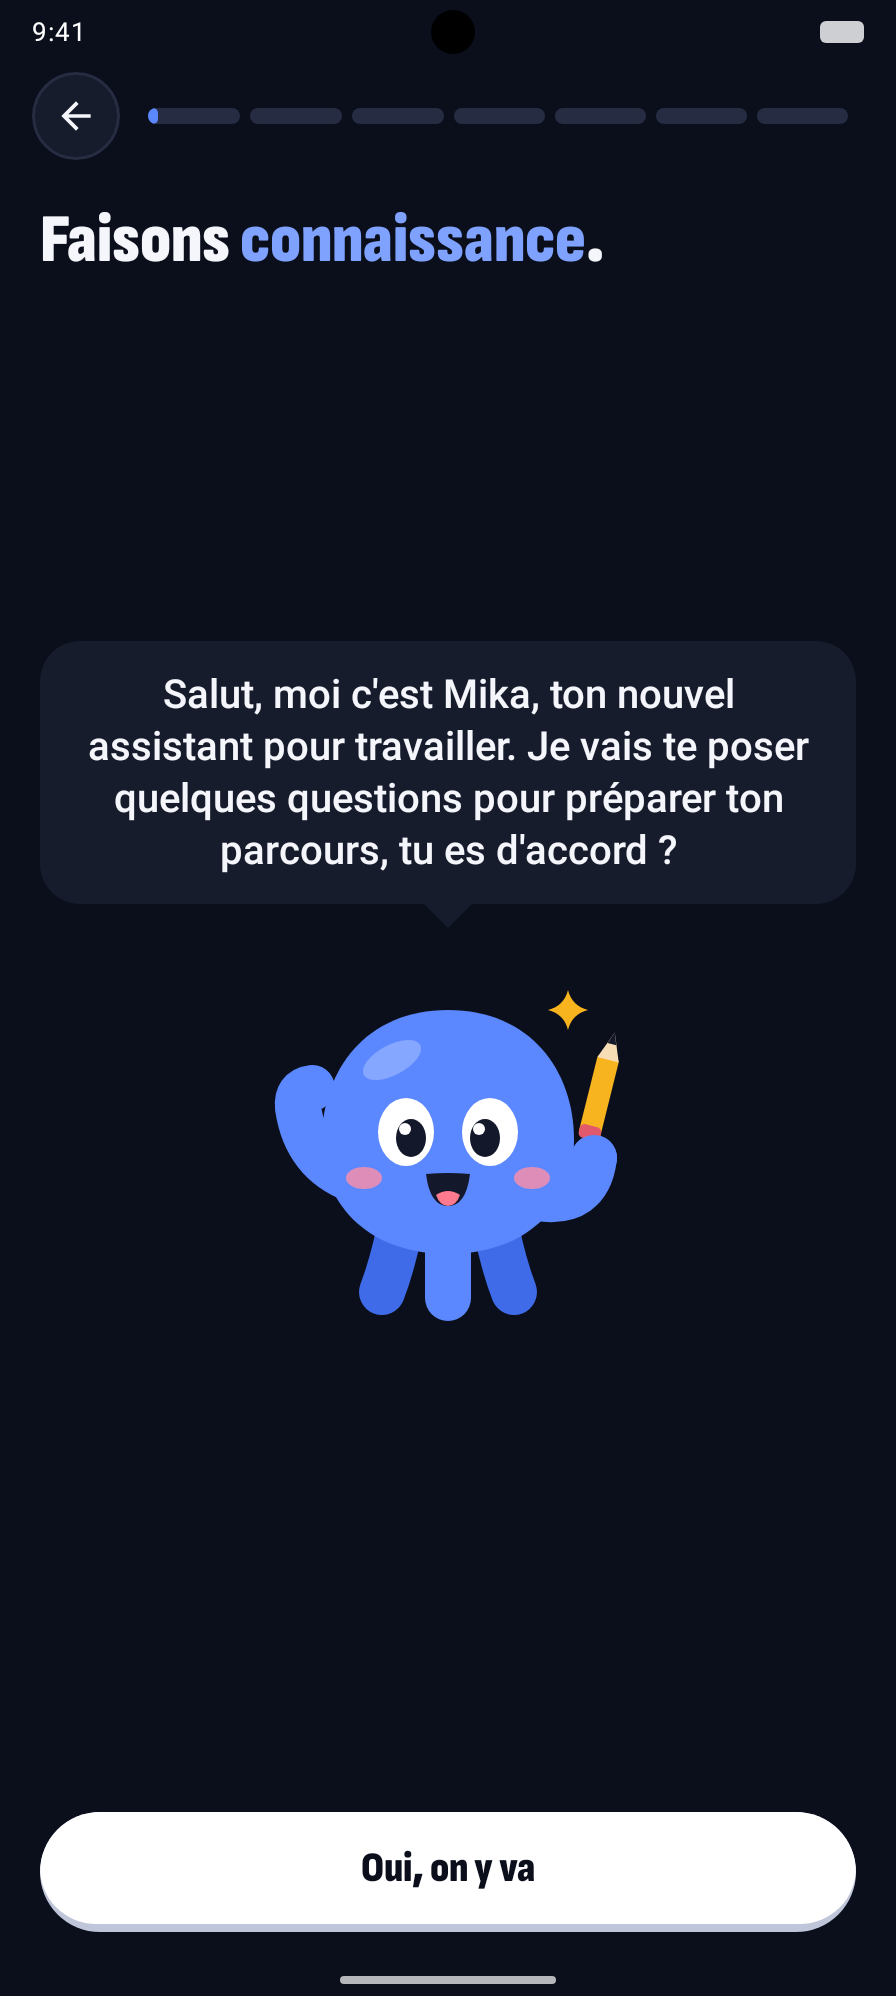 9:41
Faisons connaissance.
Salut, moi c'est Mika, ton nouvel
assistant pour travailler. Je vais te poser
quelques questions pour préparer ton
parcours, tu es d'accord ?
Oui, on y va